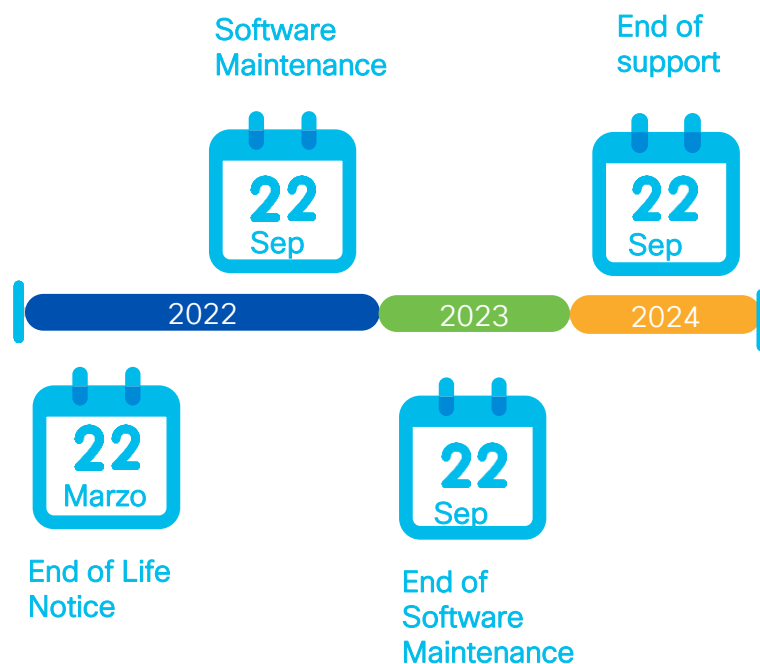 Software
Maintenance
End of
support
22
Sep
22
Sep
2022
2023
2024
22
Marzo
22
Sep
End of Life
Notice
End of
Software
Maintenance